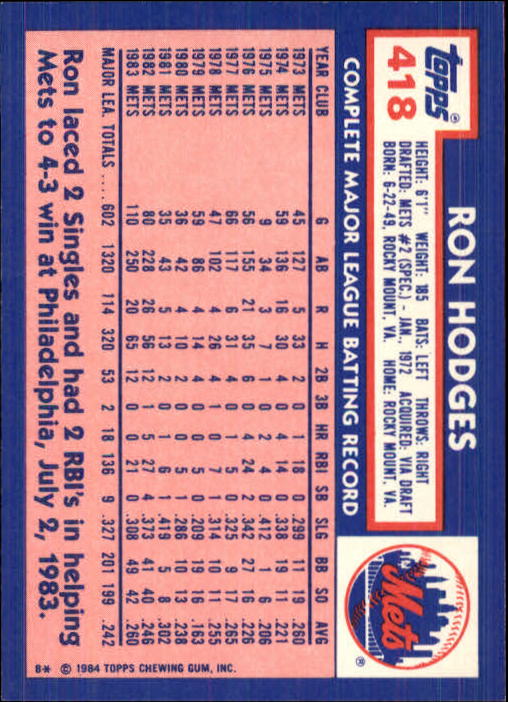 topps®
418
RON HODGES
HEIGHT: 6'1" WEIGHT: 185 BATS: LEFT THROWS: RIGHT
DRAFTED: METS #2 (SPEC.) - JAN., 1972 ACQUIRED: VIA DRAFT
BORN: 6-22-49, ROCKY MOUNT, VA. HOME: ROCKY MOUNT, VA.
Mets ®
COMPLETE MAJOR LEAGUE BATTING RECORD
YEAR CLUB G AB R H 2B 3B HR RBI SB SLG BB SO AVG
1973 METS 45 127 5 33 2 0 1 18 0 .299 11 19 .260
1974 METS 59 136 16 30 4 0 4 14 0 .338 19 11 .221
1975 METS 9 34 3 7 1 0 2 4 0 .412 1 6 .206
1976 METS 56 155 21 35 6 0 4 24 2 .342 27 16 .226
1977 METS 66 117 6 31 4 0 1 5 0 .325 9 17 .265
1978 METS 47 102 4 26 4 1 0 7 1 .314 10 11 .255
1979 METS 59 86 4 14 4 0 0 5 0 .209 19 16 .163
1980 METS 36 42 4 10 2 0 0 5 1 .286 10 13 .238
1981 METS 35 43 5 13 2 0 1 6 1 .419 5 8 .302
1982 METS 80 228 26 56 12 1 5 27 4 .373 41 40 .246
1983 METS 110 250 20 65 12 0 0 21 0 .308 49 42 .260
MAJOR LEA. TOTALS .... 602 1320 114 320 53 2 18 136 9 .327 201 199 .242
Ron laced 2 Singles and had 2 RBI's in helping
Mets to 4-3 win at Philadelphia, July 2, 1983.
B* © 1984 TOPPS CHEWING GUM, INC.